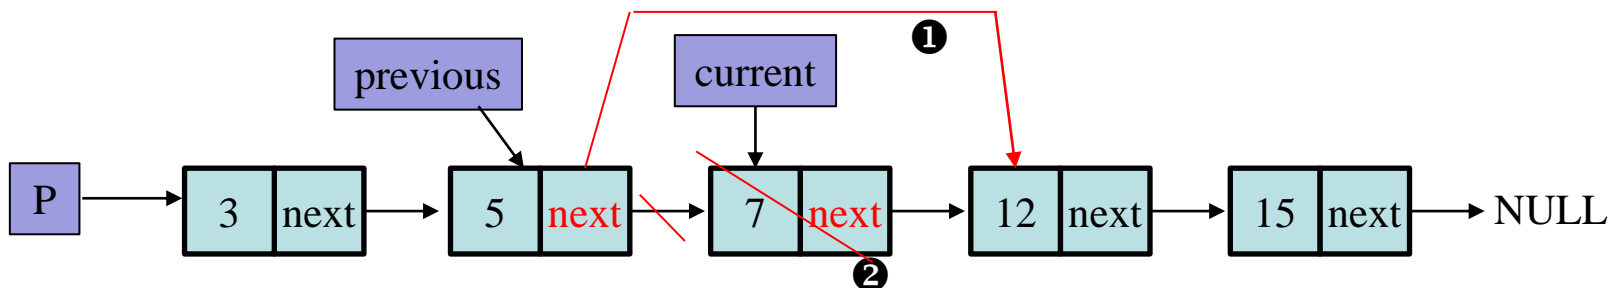 ❶
previous
current
P
3 next
5 next
7 next
12 next
15 next
NULL
❷